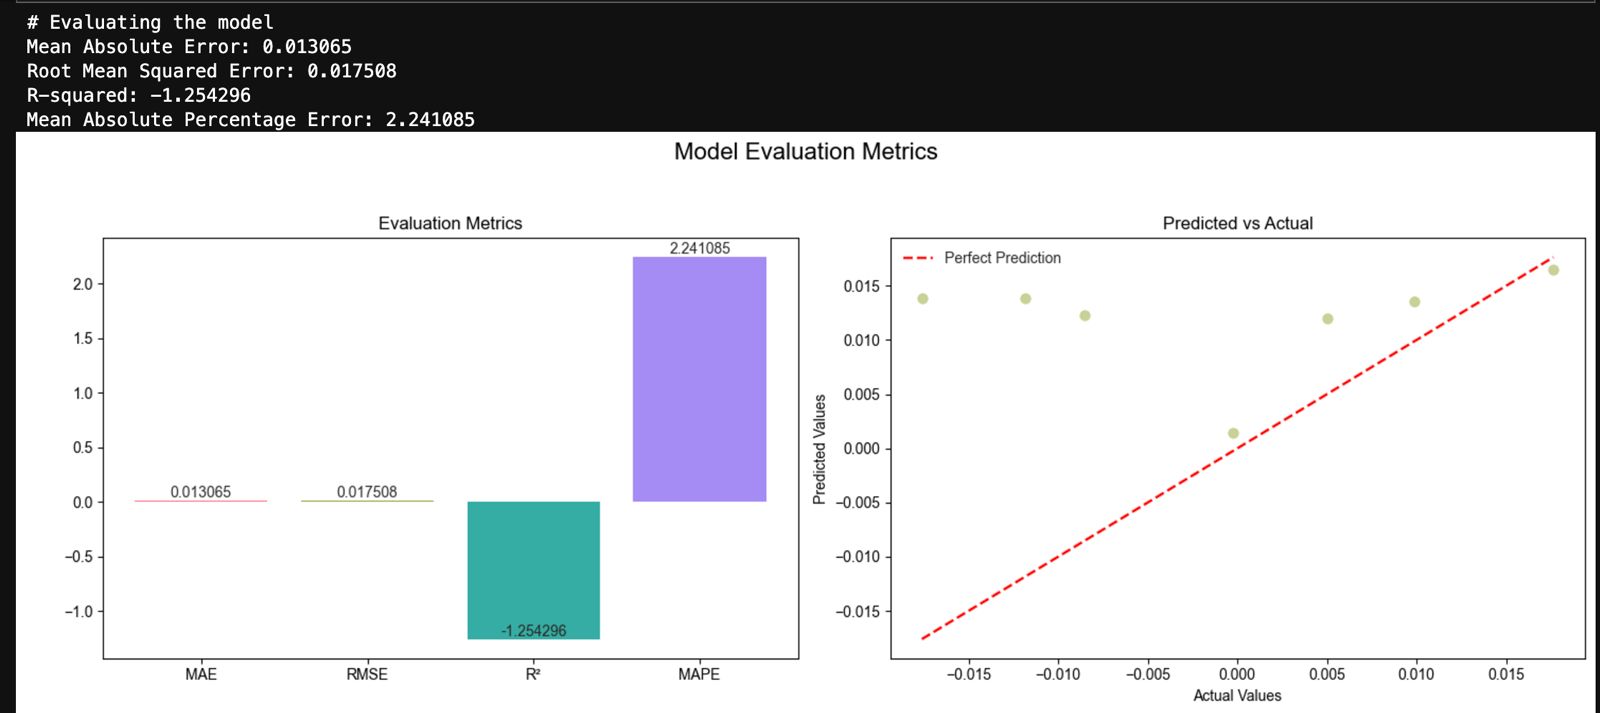 # Evaluating the model
Mean Absolute Error: 0.013065
Root Mean Squared Error: 0.017508
R-squared: -1.254296
Mean Absolute Percentage Error: 2.241085
Model Evaluation Metrics
Evaluation Metrics
2.0
1.5
1.0
0.5
0.0
−0.5
−1.0
0.013065
0.017508
-1.254296
2.241085
MAE
RMSE
R²
MAPE
Predicted vs Actual
Perfect Prediction
Predicted Values
0.015
0.010
0.005
0.000
−0.005
−0.010
−0.015
−0.015
−0.010
−0.005
0.000
0.005
0.010
0.015
Actual Values